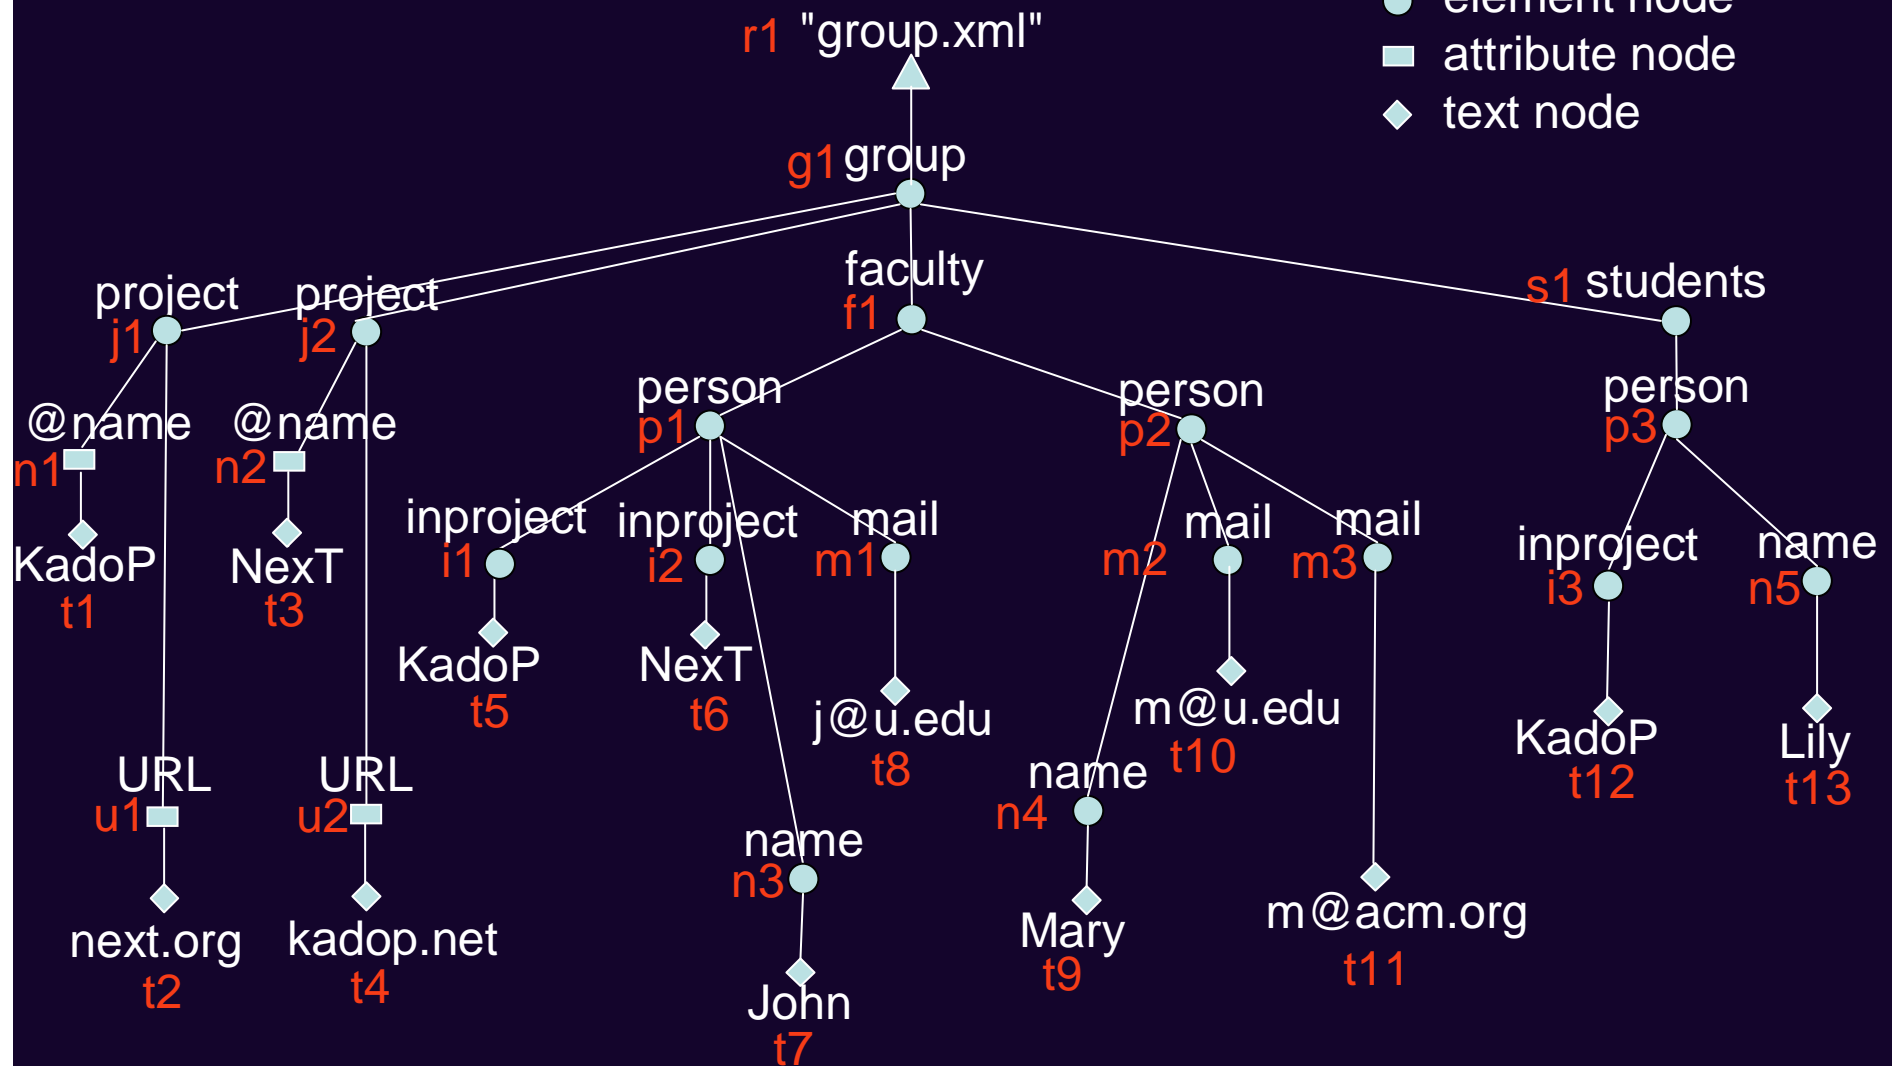 element node
r1 "group.xml"
attribute node
text node
g1 group
faculty
f1
s1 students
project
j1
project
j2
person
p1
person
p2
person
p3
@name
n1
@name
n2
inproject
i1
inproject
i2
mail
m1
mail
m2
mail
m3
inproject
i3
name
n5
KadoP
t1
NexT
t3
KadoP
t5
NexT
t6
j@u.edu
t8
m@u.edu
t10
KadoP
t12
Lily
t13
URL
u1
URL
u2
name
n4
name
n3
next.org
t2
kadop.net
t4
Mary
t9
m@acm.org
t11
John
t7